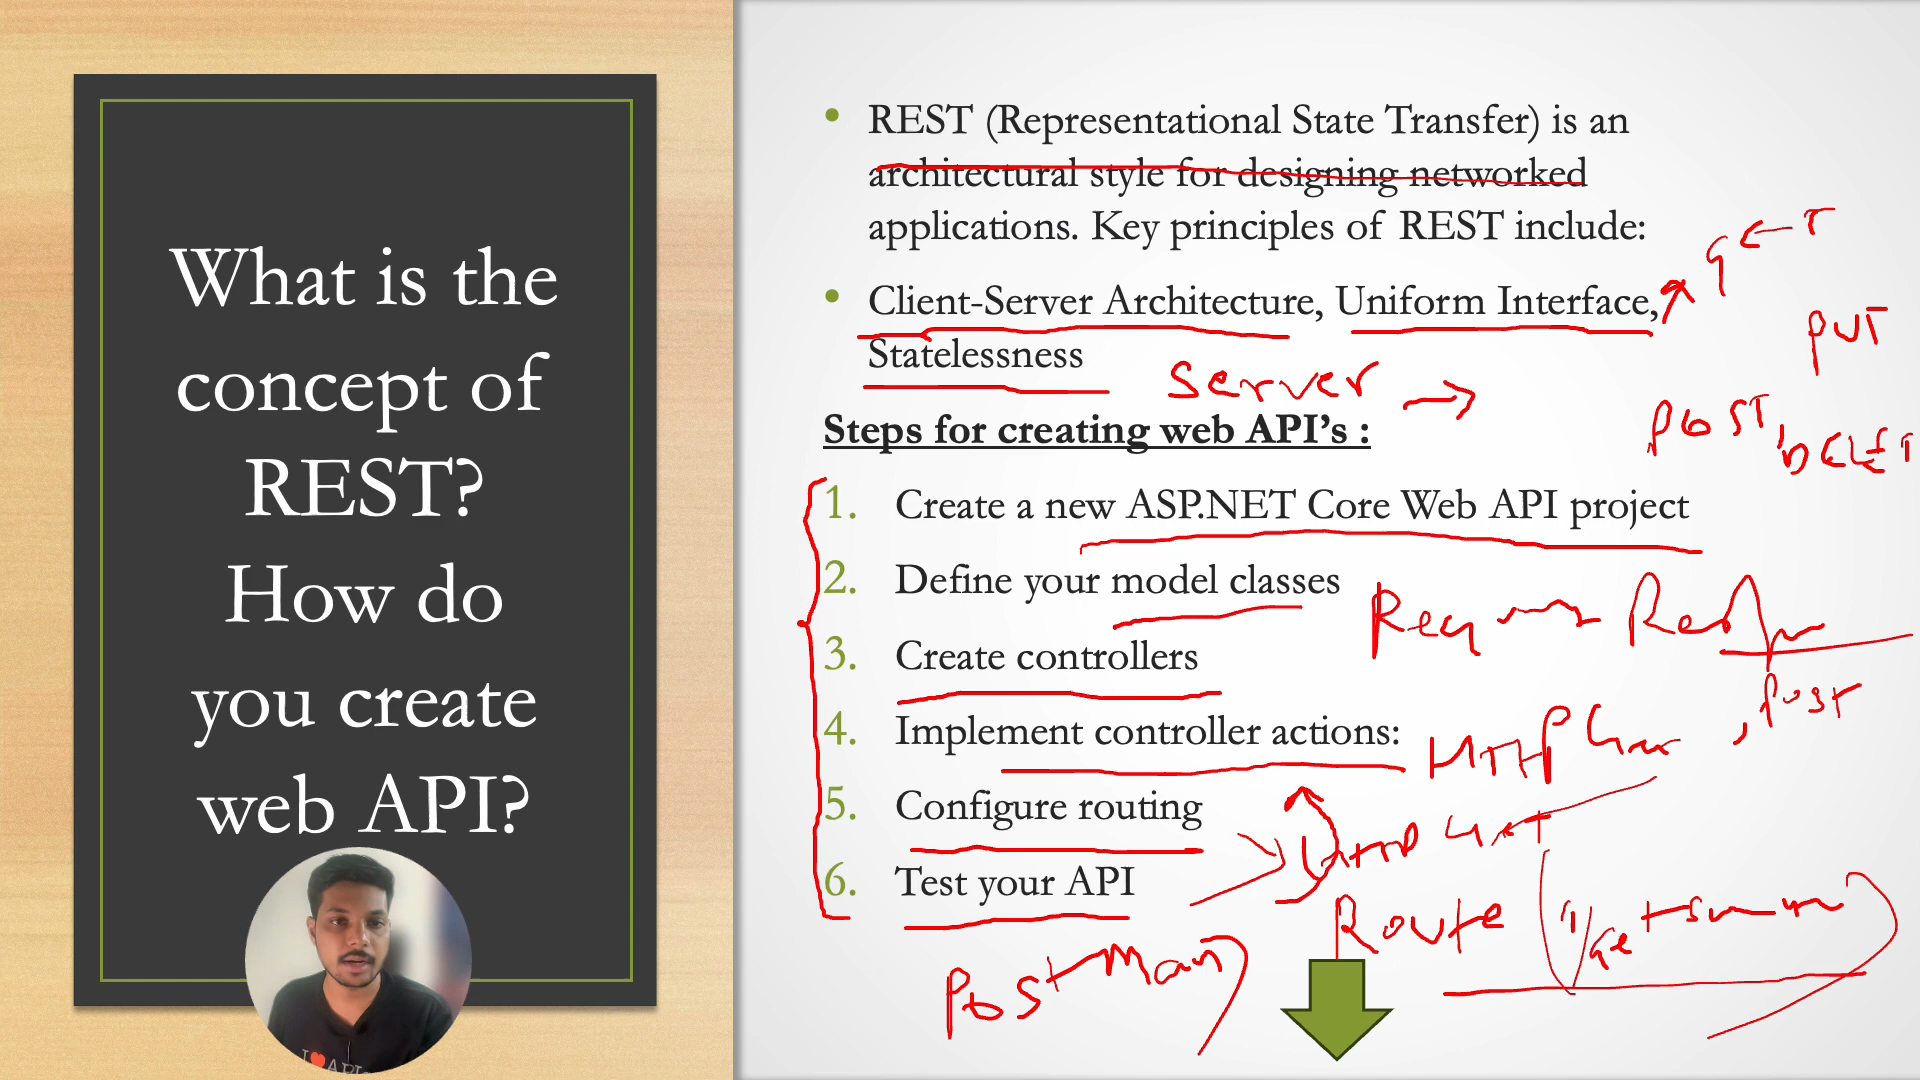 What is the
concept of
REST?
How do
you create
web API?
• REST (Representational State Transfer) is an
architectural style for designing networked
applications. Key principles of REST include:
• Client-Server Architecture, Uniform Interface,
Statelessness
Server →
PUT
POST,
Steps for creating web API's :
1. Create a new ASP.NET Core Web API project
2. Define your model classes
3. Create controllers
, Post
4. Implement controller actions:
5. Configure routing
6. Test your API
Route
PostMan